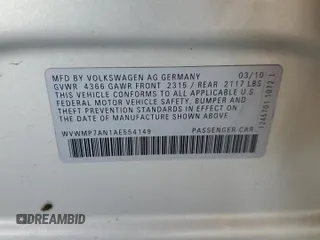 MFD BY VOLKSWAGEN AG GERMANY 03/10
GVWR 4366 GAWR FRONT 2315 / REAR 2117 LBS
THIS VEHICLE CONFORMS TO ALL APPLICABLE U.S
FEDERAL MOTOR VEHICLE SAFETY, BUMPER AND
THEFT PREVENTION STANDARDS IN EFFECT ON THE
DATE OF MANUFACTURE SHOWN ABOVE
WVWMP7AN1AE554149 PASSENGER CAR
DREAMBID